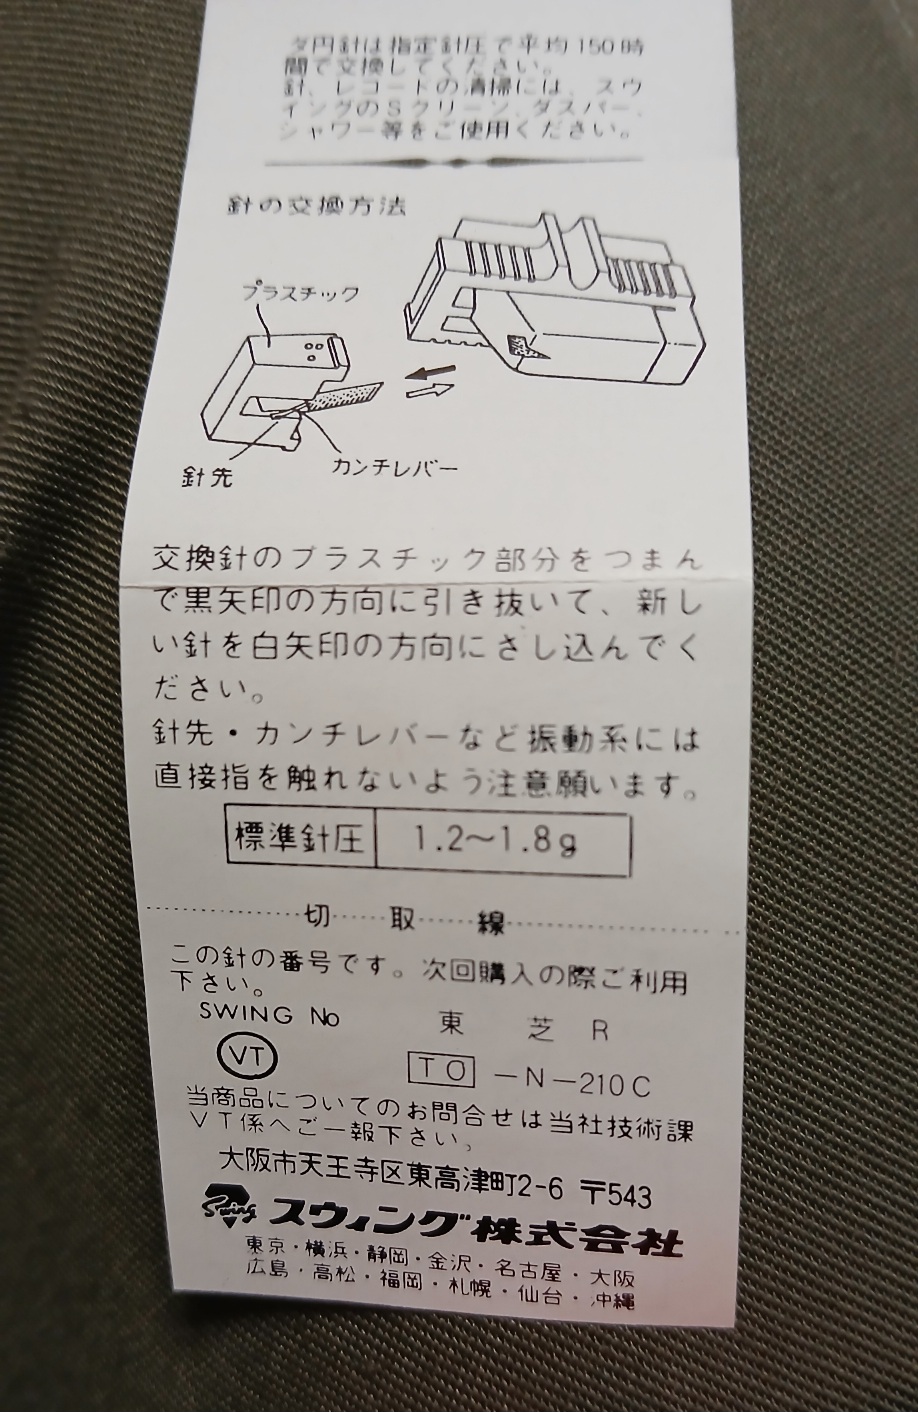 ダ円針は指定針圧で平均150時
間で交換してください。
針、レコードの清掃には、スウ
ィングのSクリーン、ダスパー、
シャワー等をご使用ください。
針の交換方法
プラスチック
針先
カンチレバー
交換針のプラスチック部分をつまん
で黒矢印の方向に引き抜いて、新し
い針を白矢印の方向にさし込んでく
ださい。
針先・カンチレバーなど振動系には
直接指を触れないよう注意願います。
標準針圧 1.2〜1.8g
切 取 線
この針の番号です。次回購入の際ご利用
下さい。
SWING No 東 芝 R
VT TO -N-210C
当商品についてのお問合せは当社技術課
VT係へご一報下さい。
大阪市天王寺区東高津町2-6 〒543
Swing スウィング株式会社
東京・横浜・静岡・金沢・名古屋・大阪
広島・高松・福岡・札幌・仙台・沖縄